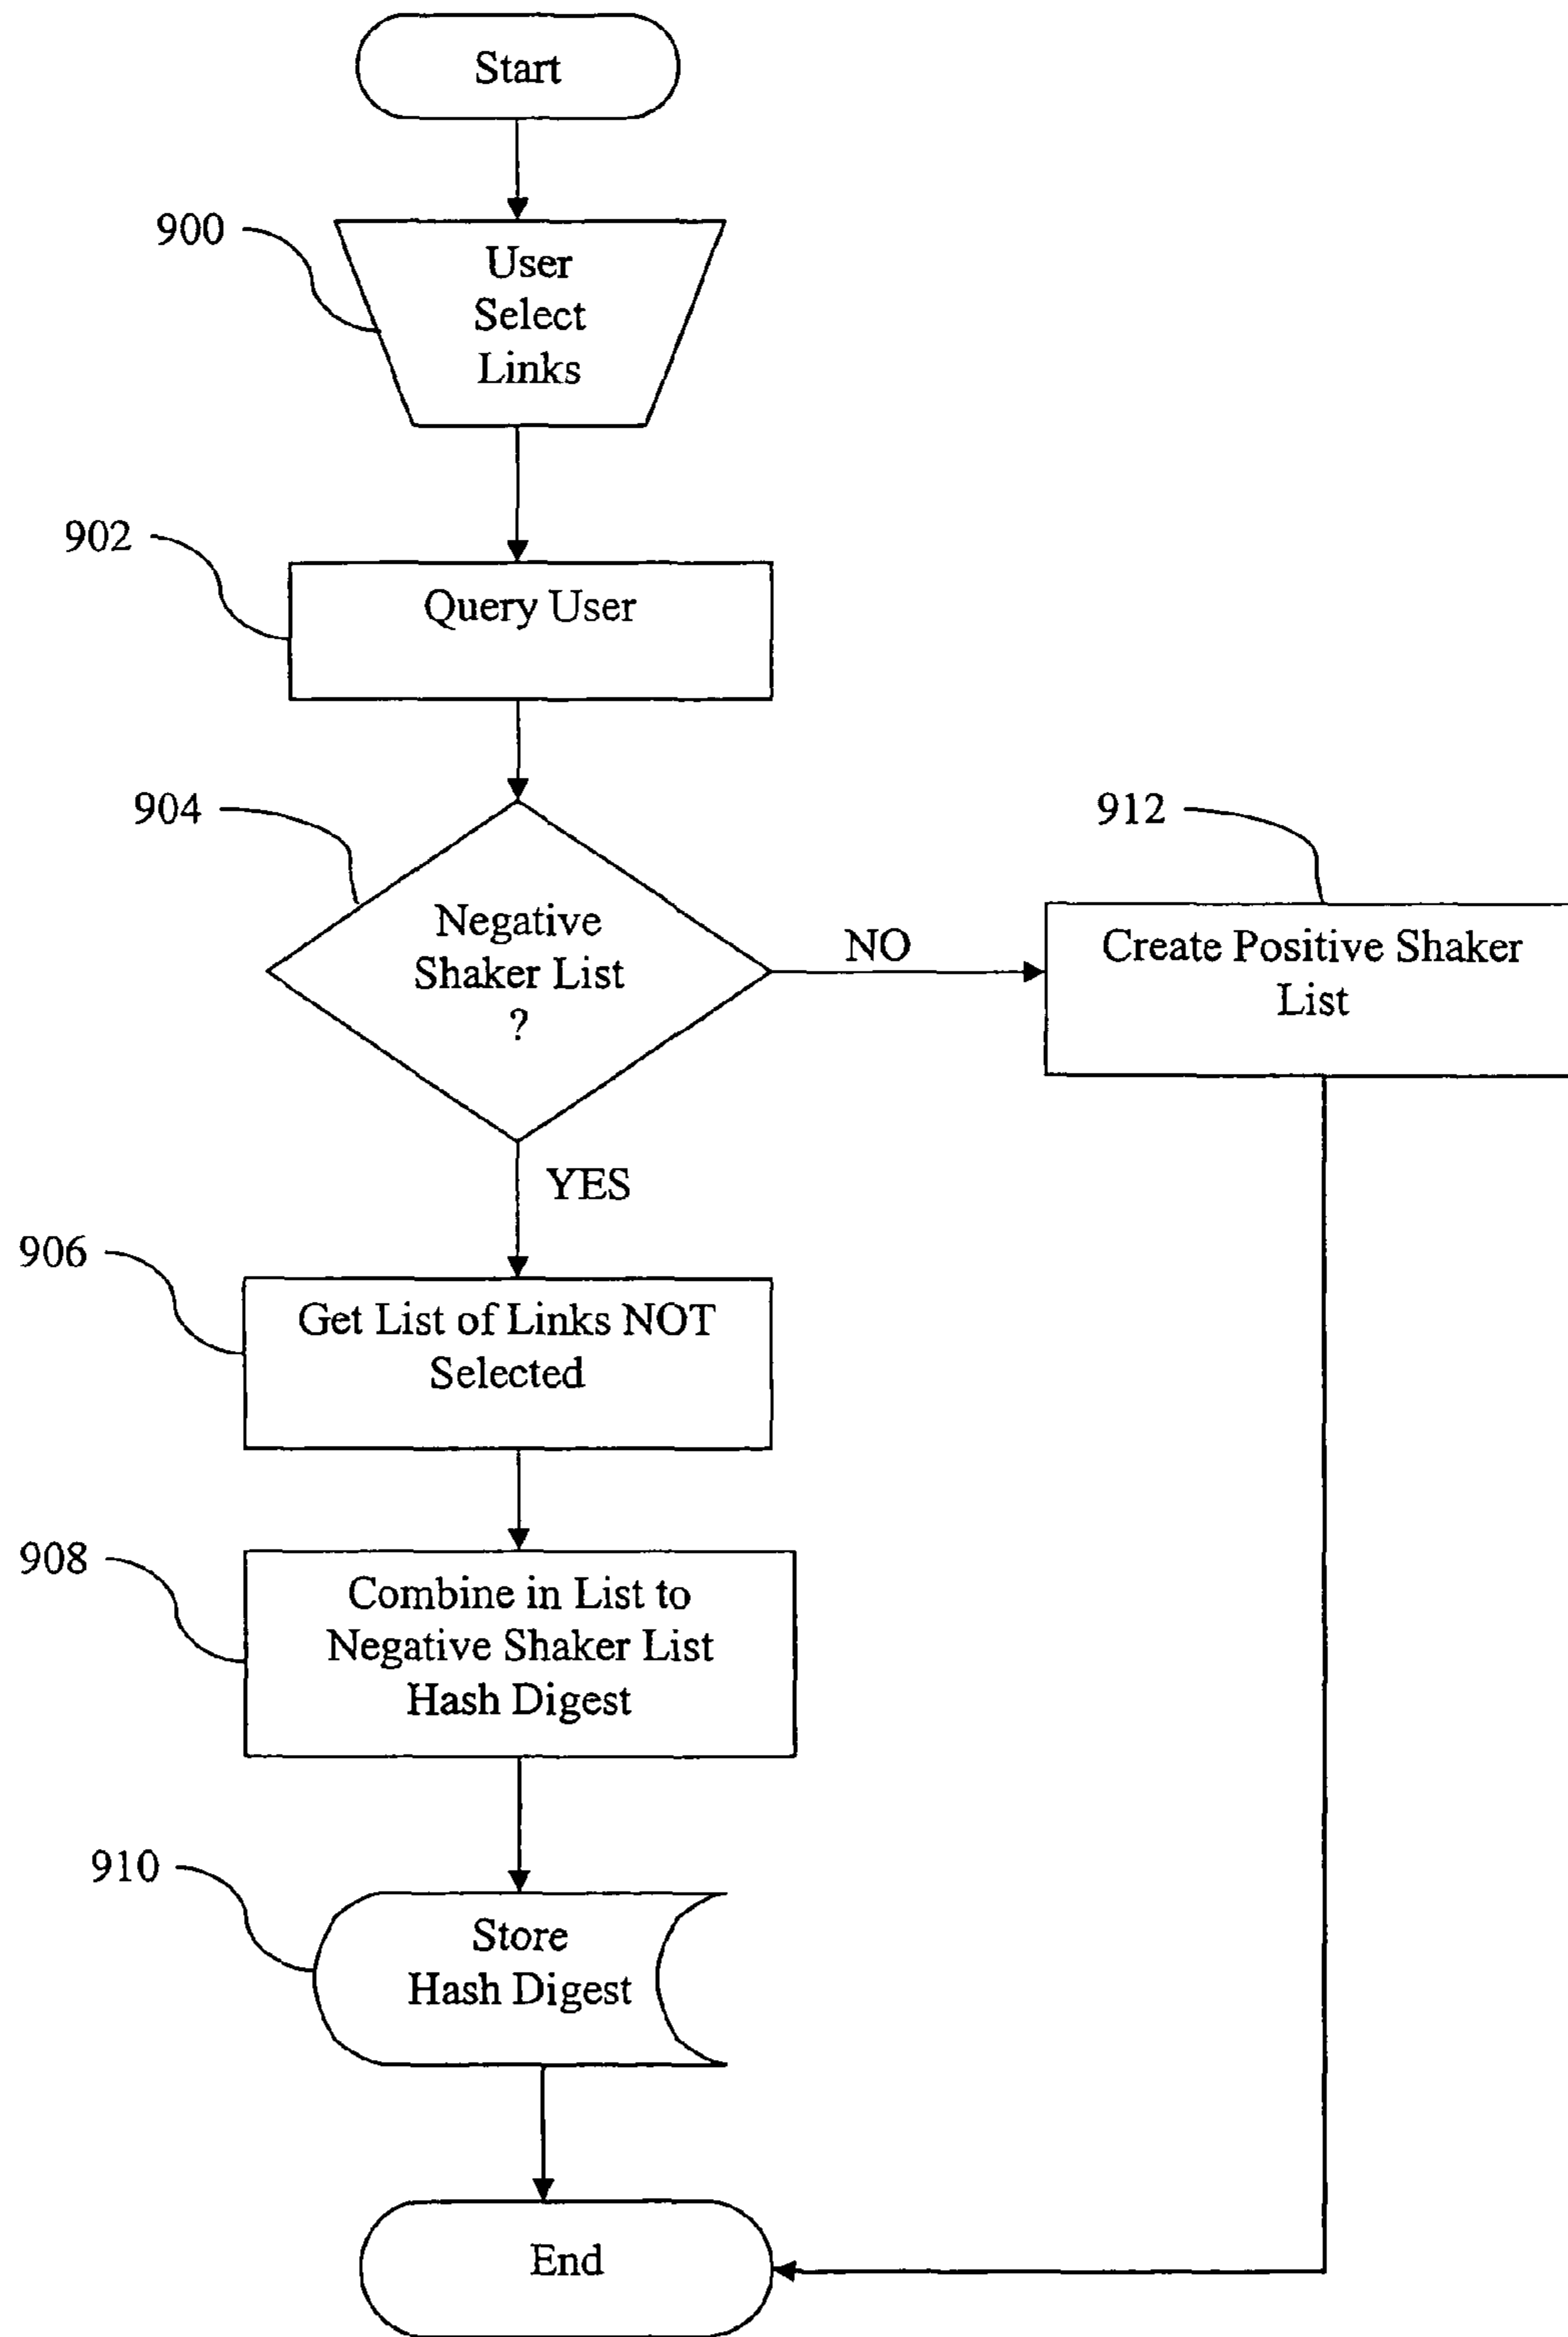 Start
900
User
Select
Links
902
Query User
904
Negative
Shaker List
?
NO
912
Create Positive Shaker
List
YES
906
Get List of Links NOT
Selected
908
Combine in List to
Negative Shaker List
Hash Digest
910
Store
Hash Digest
End